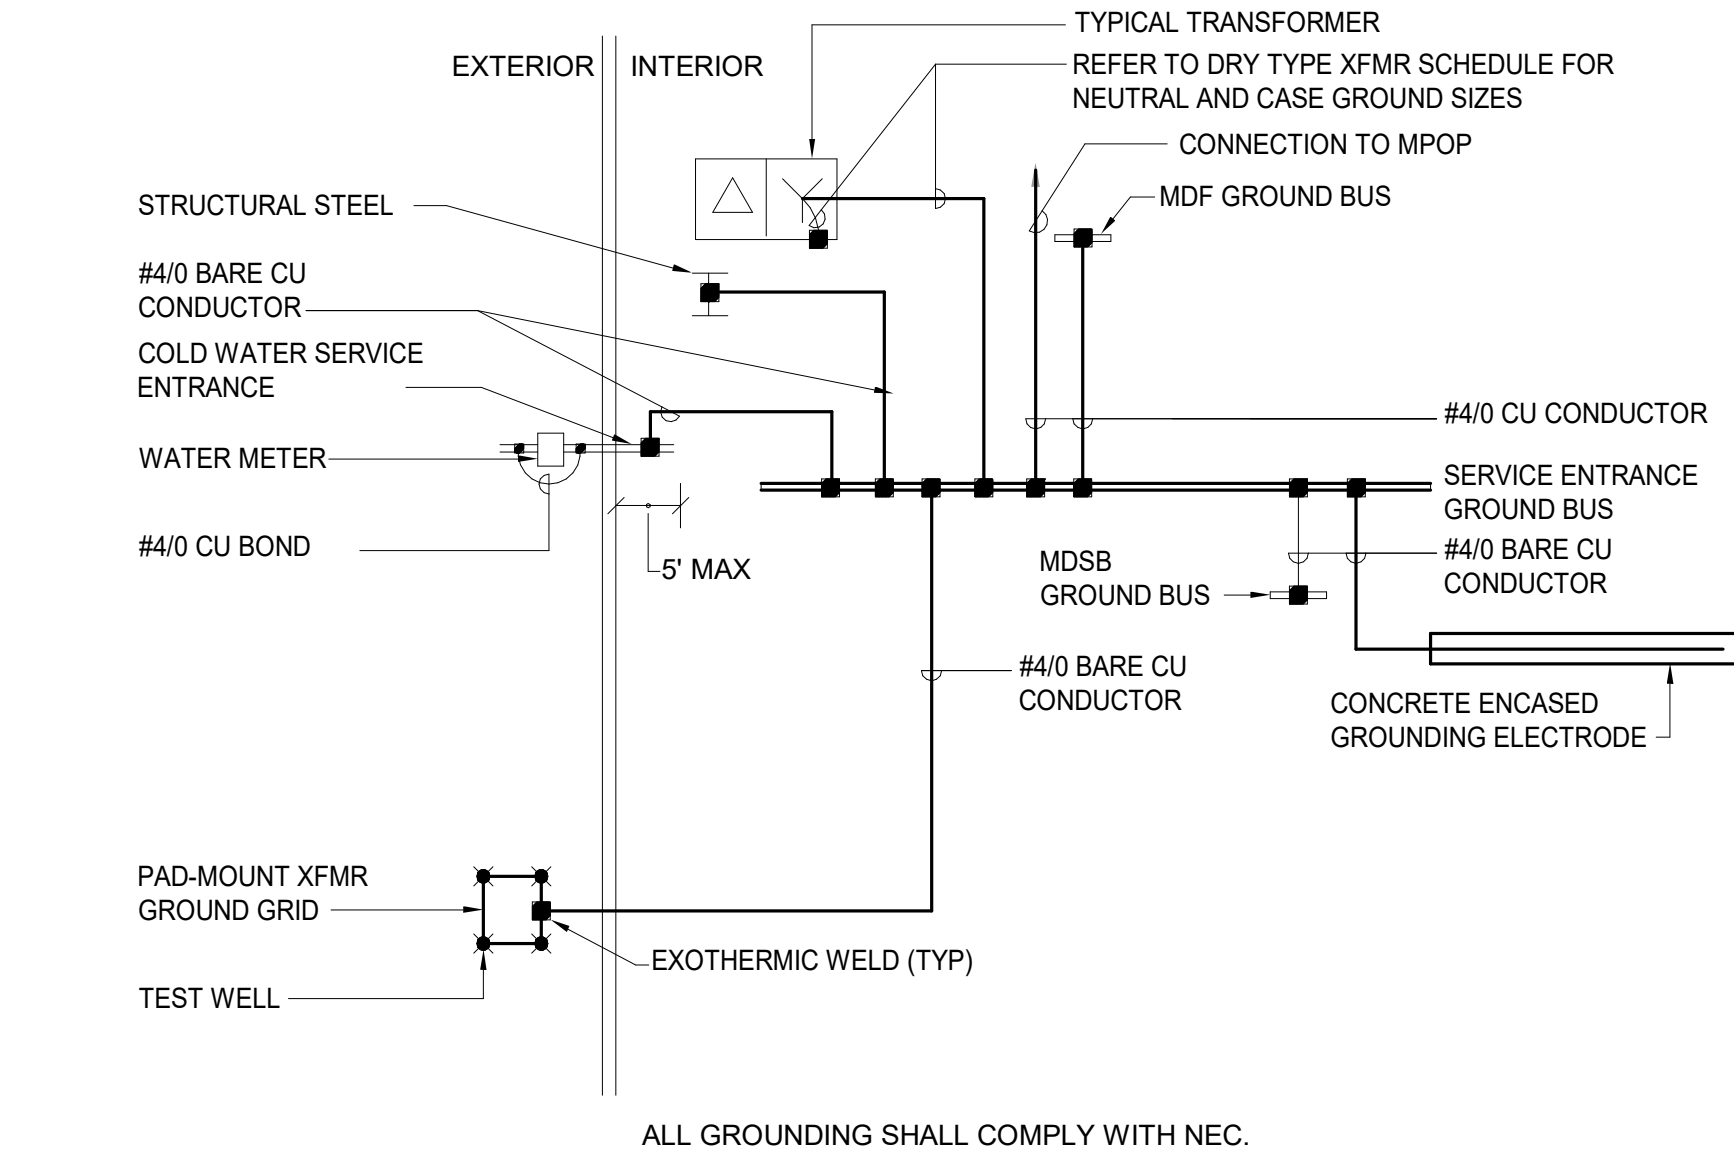 TYPICAL TRANSFORMER
EXTERIOR
INTERIOR
REFER TO DRY TYPE XFMR SCHEDULE FOR
NEUTRAL AND CASE GROUND SIZES
CONNECTION TO MPOP
MDF GROUND BUS
STRUCTURAL STEEL
#4/0 BARE CU
CONDUCTOR
COLD WATER SERVICE
ENTRANCE
WATER METER
#4/0 CU BOND
5' MAX
#4/0 CU CONDUCTOR
SERVICE ENTRANCE
GROUND BUS
#4/0 BARE CU
CONDUCTOR
MDSB
GROUND BUS
#4/0 BARE CU
CONDUCTOR
CONCRETE ENCASED
GROUNDING ELECTRODE
PAD-MOUNT XFMR
GROUND GRID
EXOTHERMIC WELD (TYP)
TEST WELL
ALL GROUNDING SHALL COMPLY WITH NEC.